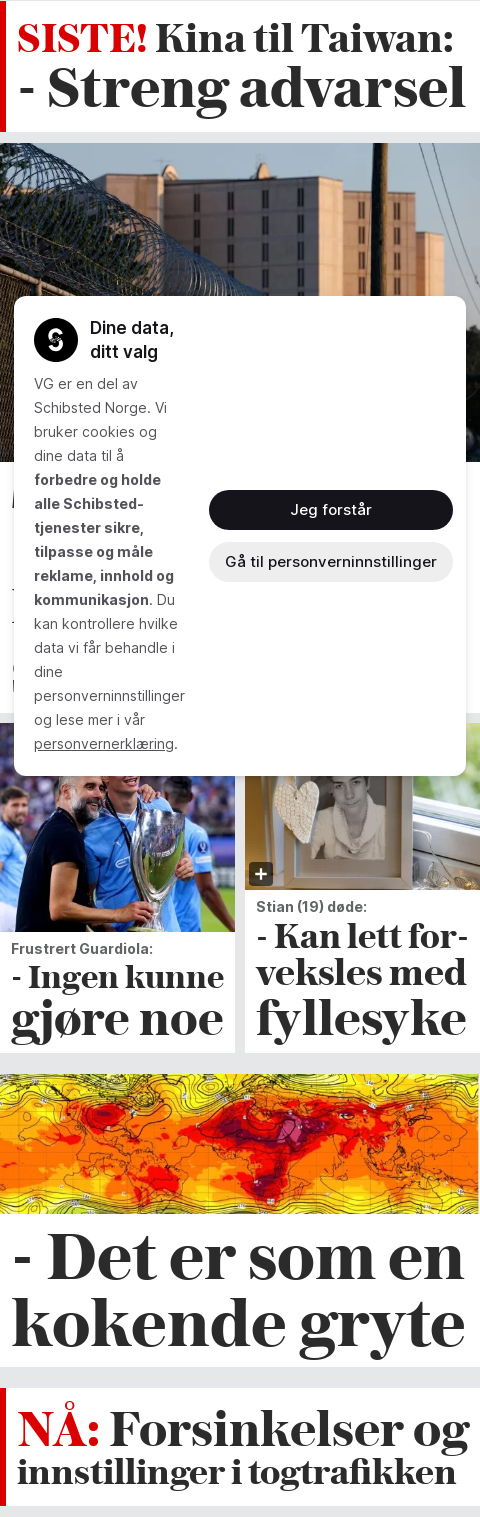 SISTE! Kina til Taiwan:
- Streng advarsel
Dine data,
ditt valg
VG er en del av
Schibsted Norge. Vi
bruker cookies og
dine data til å
forbedre og holde
alle Schibsted-
tjenester sikre,
tilpasse og måle
reklame, innhold og
kommunikasjon. Du
kan kontrollere hvilke
data vi får behandle i
dine
personverninnstillinger
og lese mer i vår
personvernerklæring.
Jeg forstår
Gå til personverninnstillinger
Frustrert Guardiola:
- Ingen kunne
gjøre noe
Stian (19) døde:
- Kan lett for-
veksles med
fyllesyke
- Det er som en
kokende gryte
NÅ: Forsinkelser og
innstillinger i togtrafikken